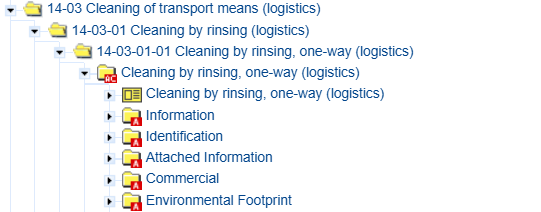 14-03 Cleaning of transport means (logistics)
14-03-01 Cleaning by rinsing (logistics)
14-03-01-01 Cleaning by rinsing, one-way (logistics)
AC Cleaning by rinsing, one-way (logistics)
Cleaning by rinsing, one-way (logistics)
A Information
A Identification
A Attached Information
A Commercial
A Environmental Footprint